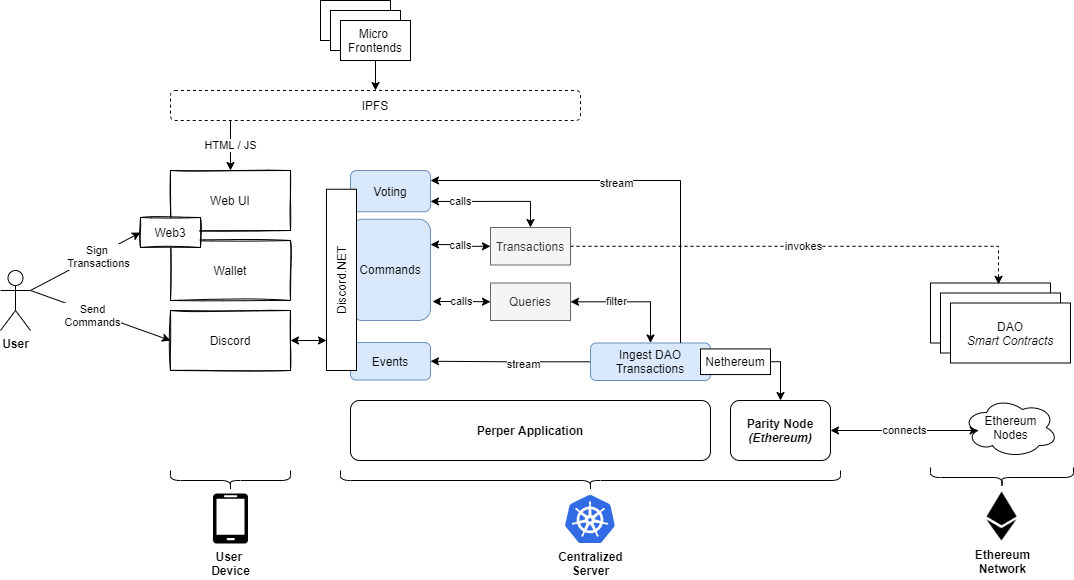 Micro
Frontends
IPFS
HTML / JS
Web UI
Web3
Wallet
Discord
Sign
Transactions
Send
Commands
User
Discord.NET
Voting
Commands
Events
stream
calls
calls
calls
Transactions
Queries
filter
invokes
stream
Ingest DAO
Transactions
Nethereum
DAO
Smart Contracts
Perper Application
Parity Node
(Ethereum)
connects
Ethereum
Nodes
User
Device
Centralized
Server
Ethereum
Network